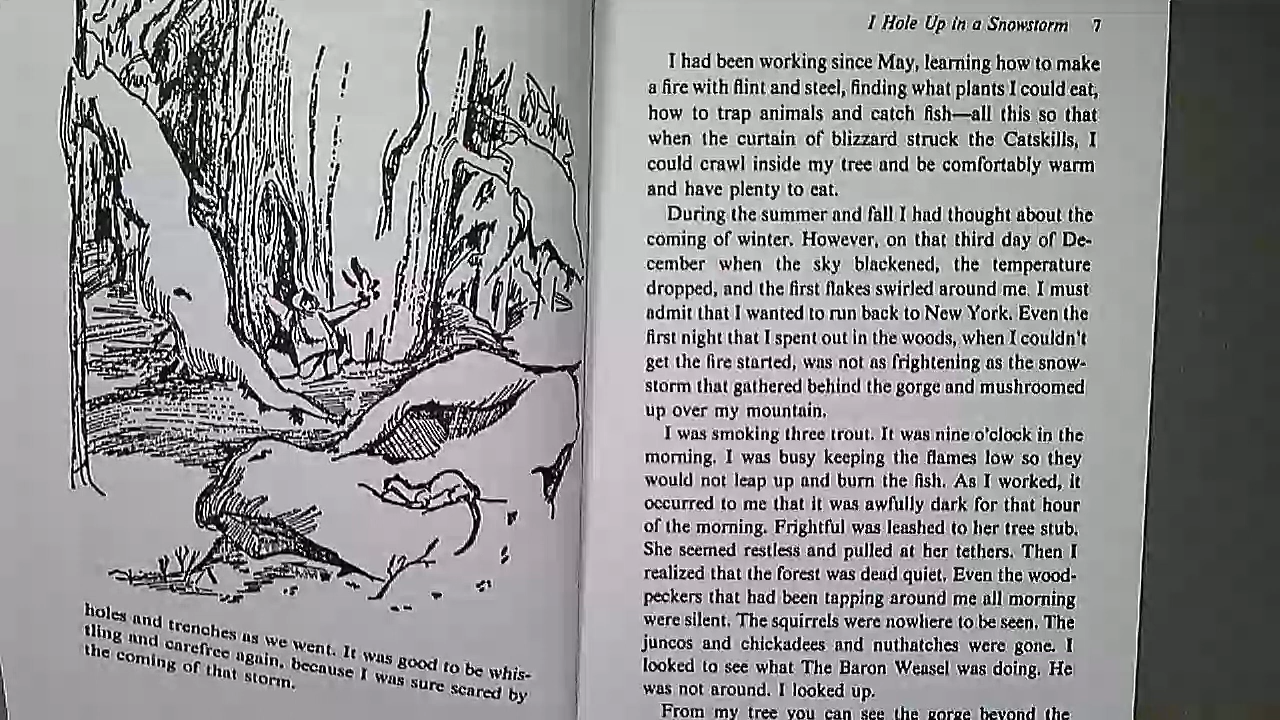 holes and trenches as we went. It was good to be whis-
tling and carefree again, because I was sure scared by
the coming of that storm.
I Hole Up in a Snowstorm 7
I had been working since May, learning how to make
a fire with flint and steel, finding what plants I could eat,
how to trap animals and catch fish—all this so that
when the curtain of blizzard struck the Catskills, I
could crawl inside my tree and be comfortably warm
and have plenty to eat.
During the summer and fall I had thought about the
coming of winter. However, on that third day of De-
cember when the sky blackened, the temperature
dropped, and the first flakes swirled around me, I must
admit that I wanted to run back to New York. Even the
first night that I spent out in the woods, when I couldn't
get the fire started, was not as frightening as the snow-
storm that gathered behind the gorge and mushroomed
up over my mountain.
I was smoking three trout. It was nine o'clock in the
morning. I was busy keeping the flames low so they
would not leap up and burn the fish. As I worked, it
occurred to me that it was awfully dark for that hour
of the morning. Frightful was leashed to her tree stub.
She seemed restless and pulled at her tethers. Then I
realized that the forest was dead quiet. Even the wood-
peckers that had been tapping around me all morning
were silent. The squirrels were nowhere to be seen. The
juncos and chickadees and nuthatches were gone. I
looked to see what The Baron Weasel was doing. He
was not around. I looked up.
From my tree you can see the gorge beyond the